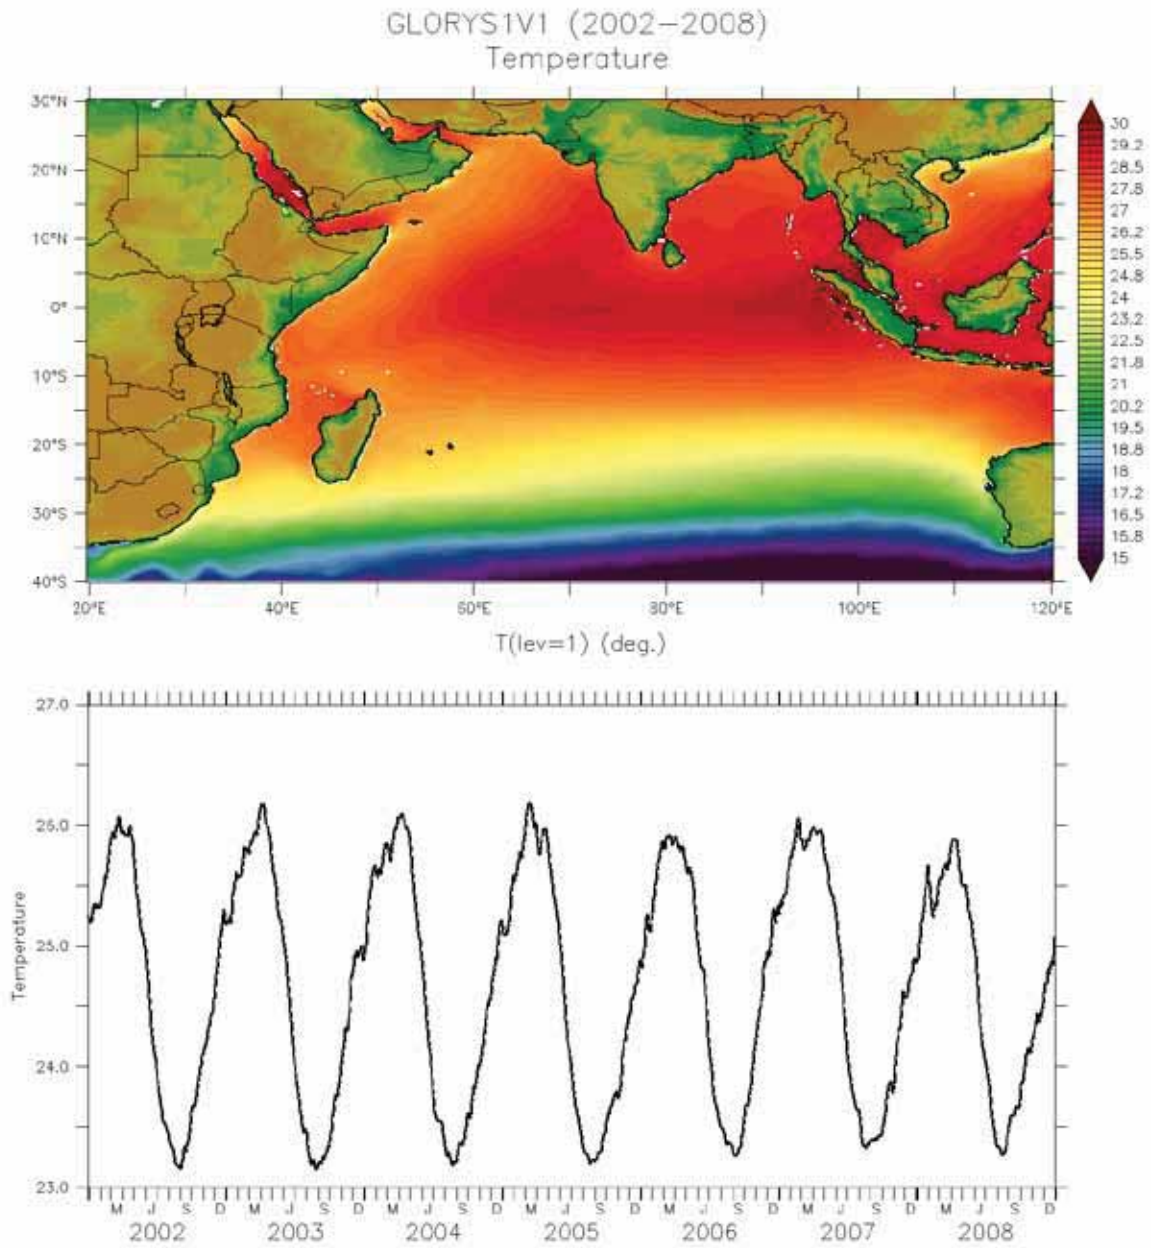 GLORYS1V1 (2002-2008)
Temperature
30°N
20°N
10°N
0°
10°S
20°S
30°S
40°S
20°E 40°E 60°E 80°E 100°E 120°E
30
29.2
28.5
27.8
27
26.2
25.5
24.8
24
23.2
22.5
21.8
21
20.2
19.5
18.8
18
17.2
16.5
15.8
15
T(lev=1) (deg.)
27.0
26.0
25.0
24.0
23.0
Temperature
M J S D M J S D M J S D M J S D M J S D M J S D M J S D
2002 2003 2004 2005 2006 2007 2008